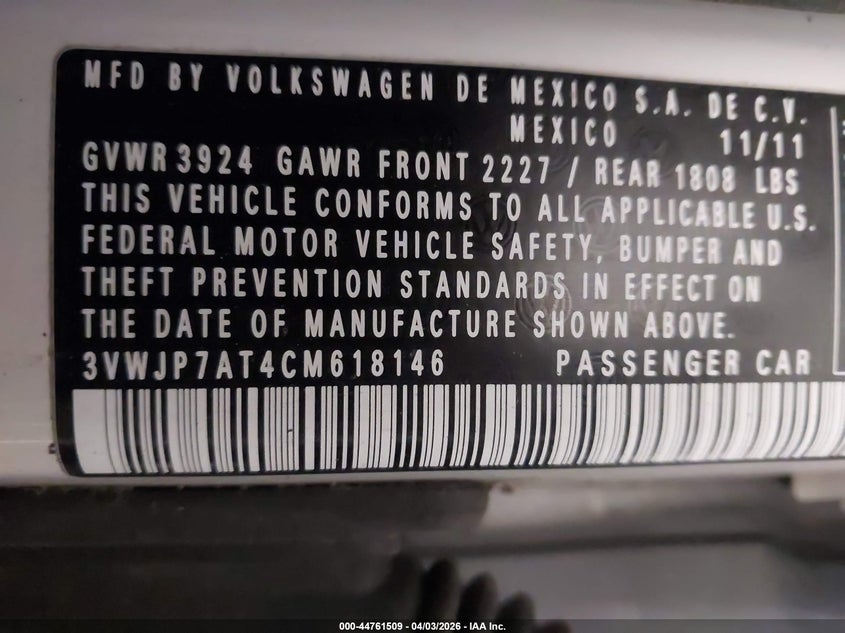 MFD BY VOLKSWAGEN DE MEXICO S.A. DE C.V.
MEXICO 11/11
GVWR 3924 GAWR FRONT 2227 / REAR 1808 LBS
THIS VEHICLE CONFORMS TO ALL APPLICABLE U.S.
FEDERAL MOTOR VEHICLE SAFETY, BUMPER AND
THEFT PREVENTION STANDARDS IN EFFECT ON
THE DATE OF MANUFACTURE SHOWN ABOVE.
3VWJP7AT4CM618146 PASSENGER CAR
000-44761509 - 04/03/2026 - IAA Inc.